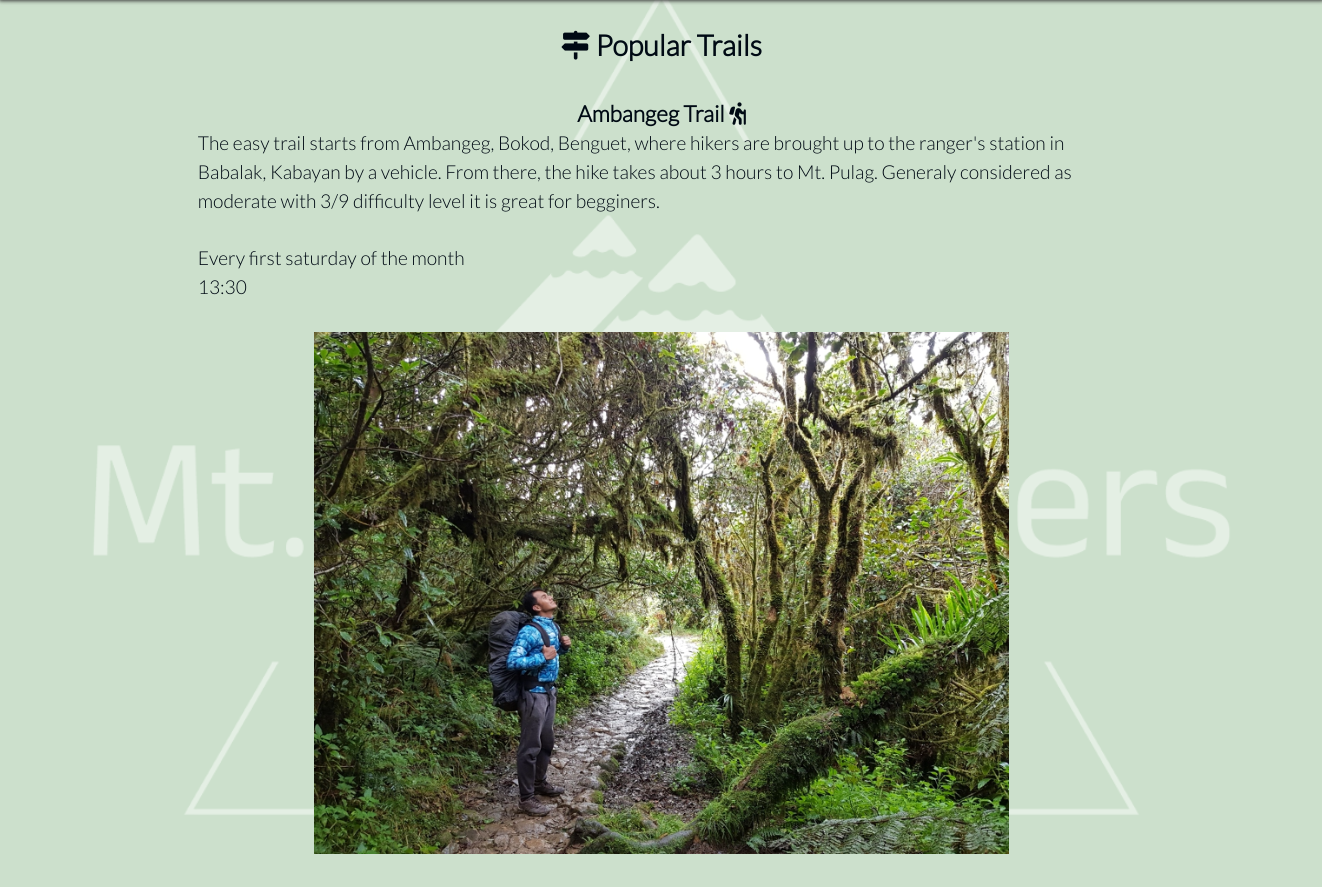 Popular Trails
Ambangeg Trail
The easy trail starts from Ambangeg, Bokod, Benguet, where hikers are brought up to the ranger's station in
Babalak, Kabayan by a vehicle. From there, the hike takes about 3 hours to Mt. Pulag. Generaly considered as
moderate with 3/9 difficulty level it is great for begginers.
Every first saturday of the month
13:30
Mt.